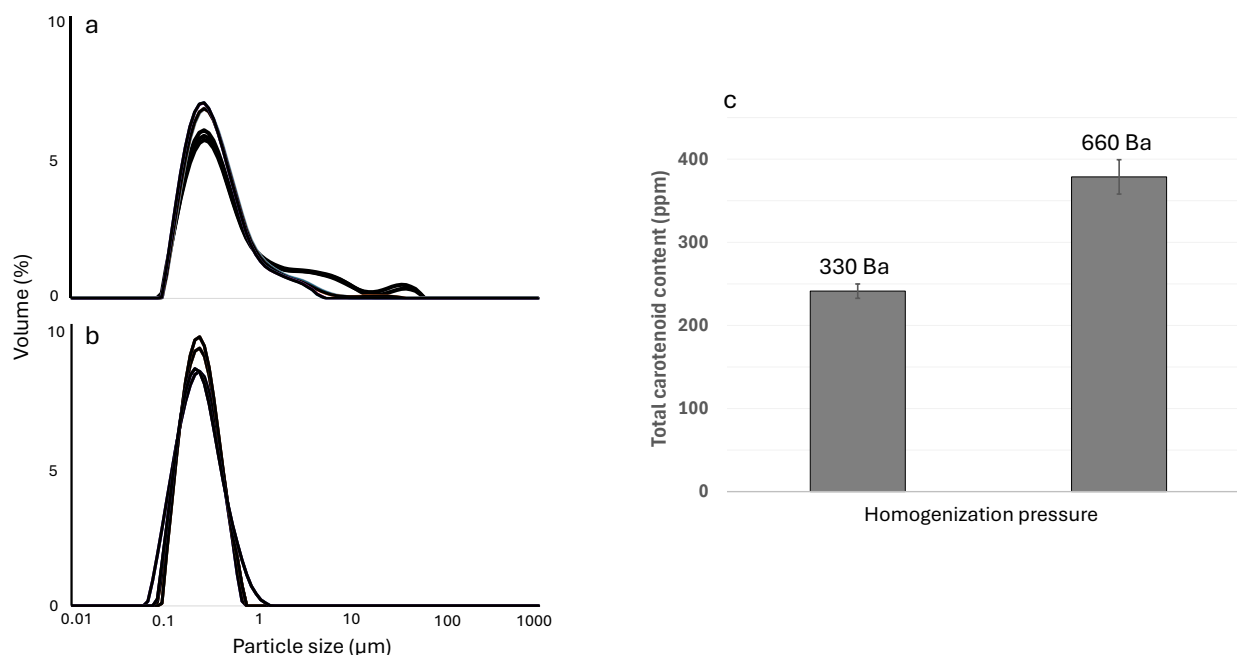 a
10
5
0
Volume (%)
b
10
5
0
0.01 0.1 1 10 100 1000
Particle size (µm)
c
Total carotenoid content (ppm)
400
300
200
100
0
330 Ba
660 Ba
Homogenization pressure